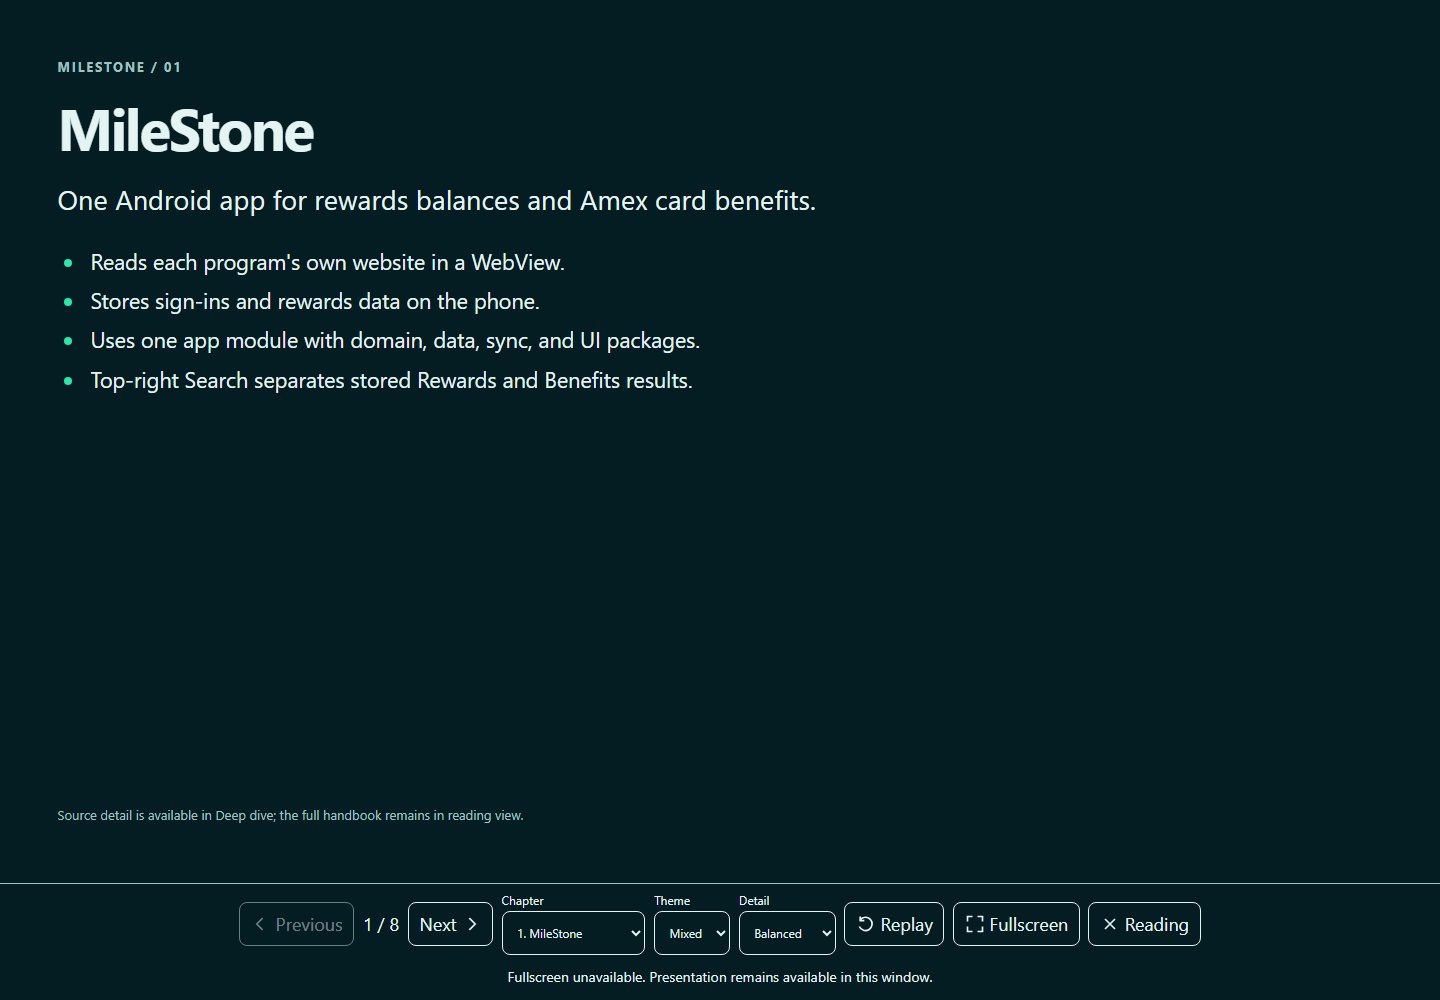 MILESTONE / 01
MileStone
One Android app for rewards balances and Amex card benefits.
Reads each program's own website in a WebView.
Stores sign-ins and rewards data on the phone.
Uses one app module with domain, data, sync, and UI packages.
Top-right Search separates stored Rewards and Benefits results.
Source detail is available in Deep dive; the full handbook remains in reading view.
Chapter Theme Detail
Previous 1 / 8 Next 1. MileStone Mixed Balanced Replay Fullscreen Reading
Fullscreen unavailable. Presentation remains available in this window.